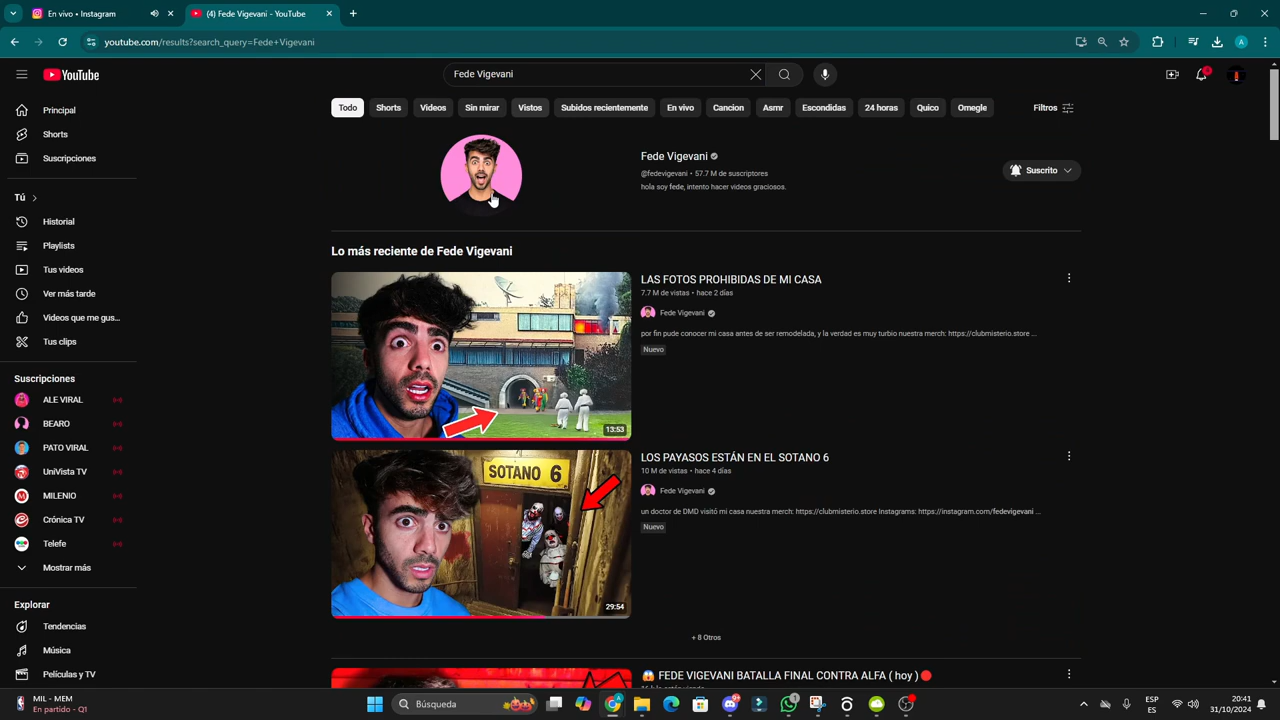 En vivo • Instagram
(4) Fede Vigevani - YouTube
youtube.com/results?search_query=Fede+Vigevani
YouTube
Fede Vigevani
4
Todo
Shorts
Videos
Sin mirar
Vistos
Subidos recientemente
En vivo
Cancion
Asmr
Escondidas
24 horas
Quico
Omegle
Filtros
Principal
Shorts
Suscripciones
Tú
Historial
Playlists
Tus videos
Ver más tarde
Videos que me gus...
Tus clips
Suscripciones
ALE VIRAL
BEARO
PATO VIRAL
UniVista TV
MILENIO
Crónica TV
Telefe
Mostrar más
Explorar
Tendencias
Música
Películas y TV
Fede Vigevani
@fedevigevani • 57.7 M de suscriptores
hola soy fede, intento hacer videos graciosos.
Suscrito
Lo más reciente de Fede Vigevani
13:53
LAS FOTOS PROHIBIDAS DE MI CASA
7.7 M de vistas • hace 2 días
Fede Vigevani
por fin pude conocer mi casa antes de ser remodelada, y la verdad es muy turbio nuestra merch: https://clubmisterio.store ...
Nuevo
SOTANO 6
29:54
LOS PAYASOS ESTÁN EN EL SOTANO 6
10 M de vistas • hace 4 días
Fede Vigevani
un doctor de DMD visitó mi casa nuestra merch: https://clubmisterio.store Instagrams: https://instagram.com/fedevigevani ...
Nuevo
+ 8 Otros
FEDE VIGEVANI BATALLA FINAL CONTRA ALFA ( hoy )
MIL - MEM
En partido - Q1
Búsqueda
1
ESP
ES
20:41
31/10/2024